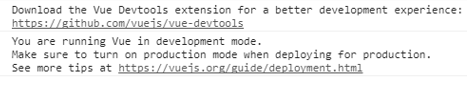 Download the Vue Devtools extension for a better development experience:
https://github.com/vuejs/vue-devtools
You are running Vue in development mode.
Make sure to turn on production mode when deploying for production.
See more tips at https://vuejs.org/guide/deployment.html